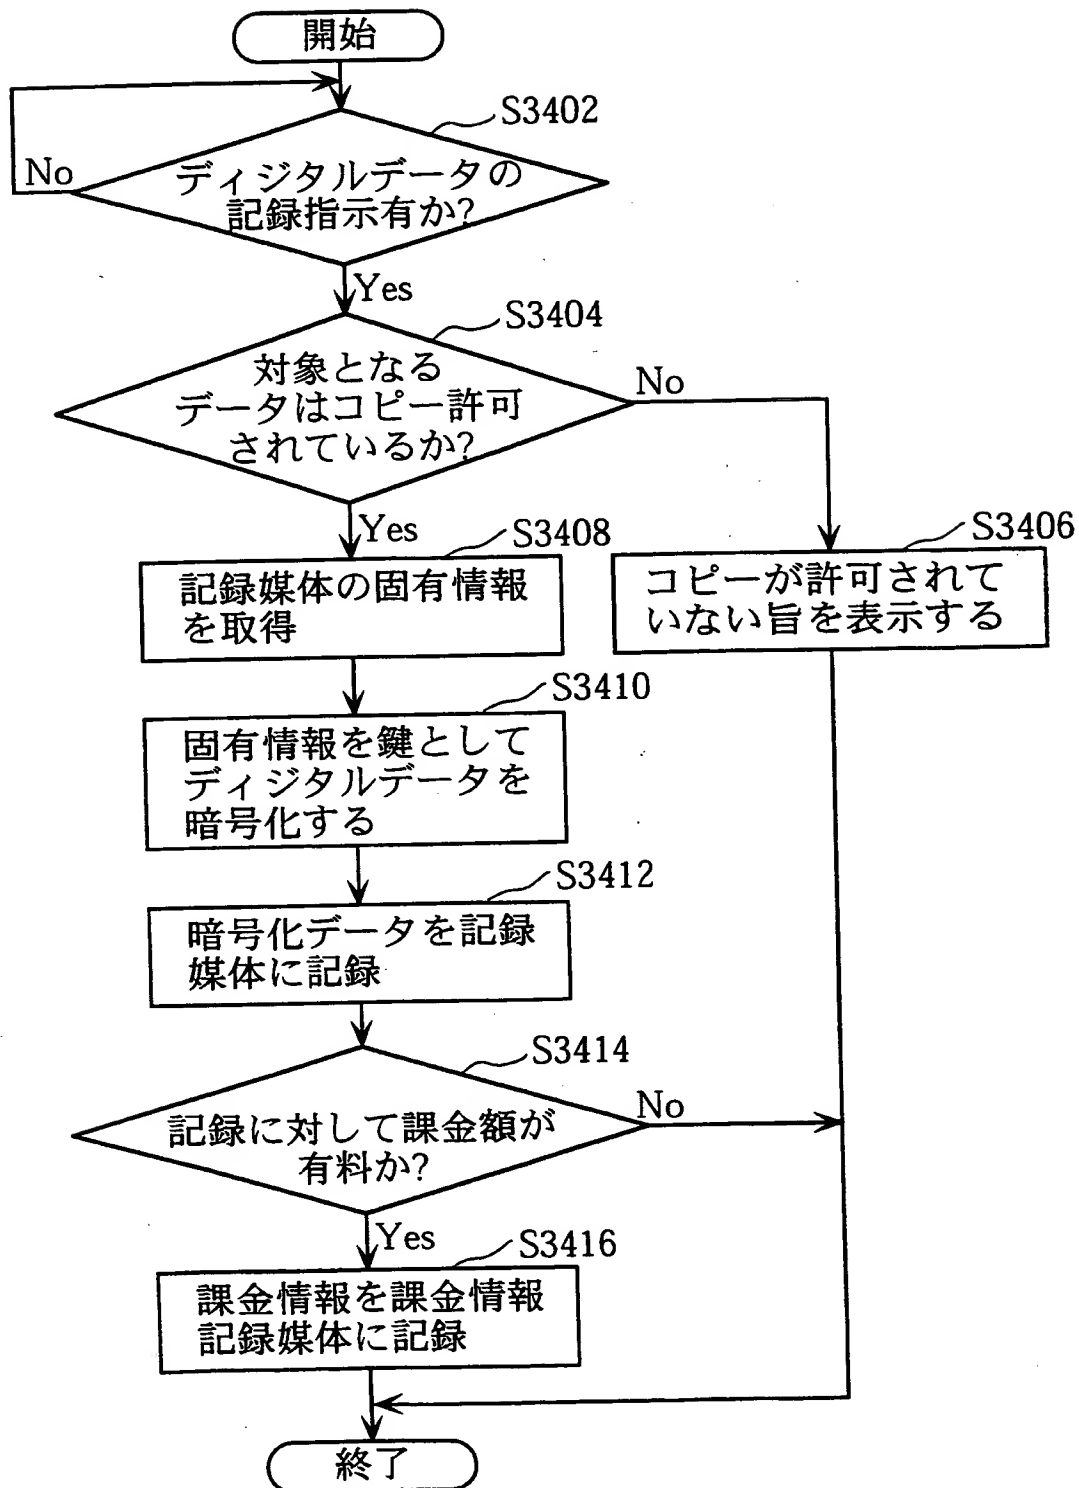 開始
S3402
No
ディジタルデータの
記録指示有か?
Yes
S3404
対象となる
データはコピー許可
されているか?
No
Yes
S3408
S3406
記録媒体の固有情報
を取得
コピーが許可されて
いない旨を表示する
S3410
固有情報を鍵として
ディジタルデータを
暗号化する
S3412
暗号化データを記録
媒体に記録
S3414
記録に対して課金額が
有料か?
No
Yes
S3416
課金情報を課金情報
記録媒体に記録
終了